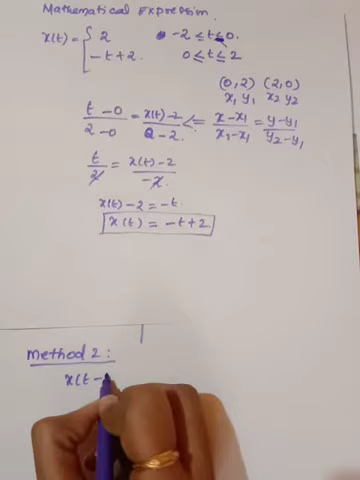 Mathematical Expression.
x(t) = { 2 -2 ≤ t ≤ 0.
-t + 2. 0 ≤ t ≤ 2
(0, 2) (2, 0)
x₁ y₁ x₂ y₂
t - 0 / 2 - 0 = x(t) - 2 / 0 - 2. <= x - x₁ / x₁ - x₁ = y - y₁ / y₂ - y₁
t / 2 = x(t) - 2 / -2.
x(t) - 2 = -t.
x(t) = -t + 2.
Method 2 :
x(t -